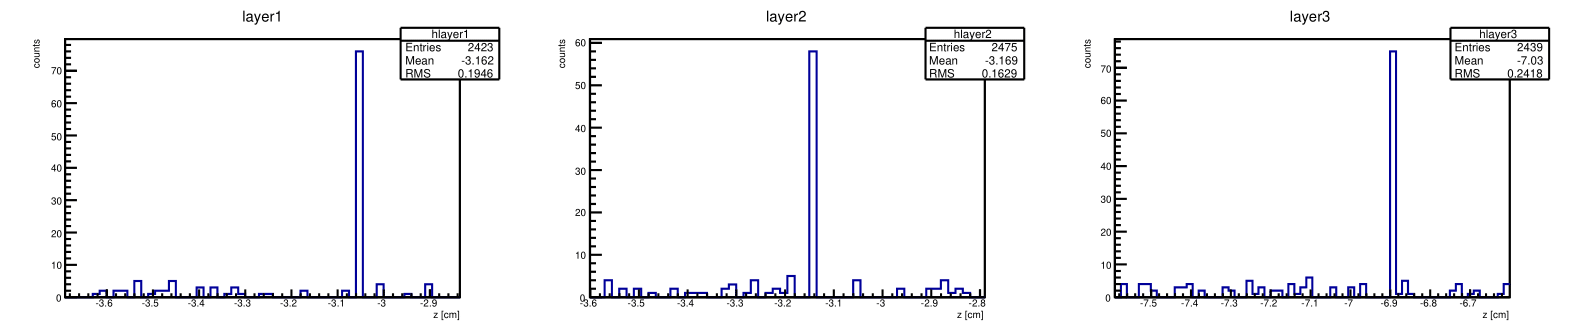 layer1
counts
hlayer1
Entries 2423
Mean -3.162
RMS 0.1946
70
60
50
40
30
20
10
0
-3.6 -3.5 -3.4 -3.3 -3.2 -3.1 -3 -2.9
z [cm]
layer2
counts
hlayer2
Entries 2475
Mean -3.169
RMS 0.1629
60
50
40
30
20
10
0
-3.6 -3.5 -3.4 -3.3 -3.2 -3.1 -3 -2.9 -2.8
z [cm]
layer3
counts
hlayer3
Entries 2439
Mean -7.03
RMS 0.2418
70
60
50
40
30
20
10
0
-7.5 -7.4 -7.3 -7.2 -7.1 -7 -6.9 -6.8 -6.7
z [cm]